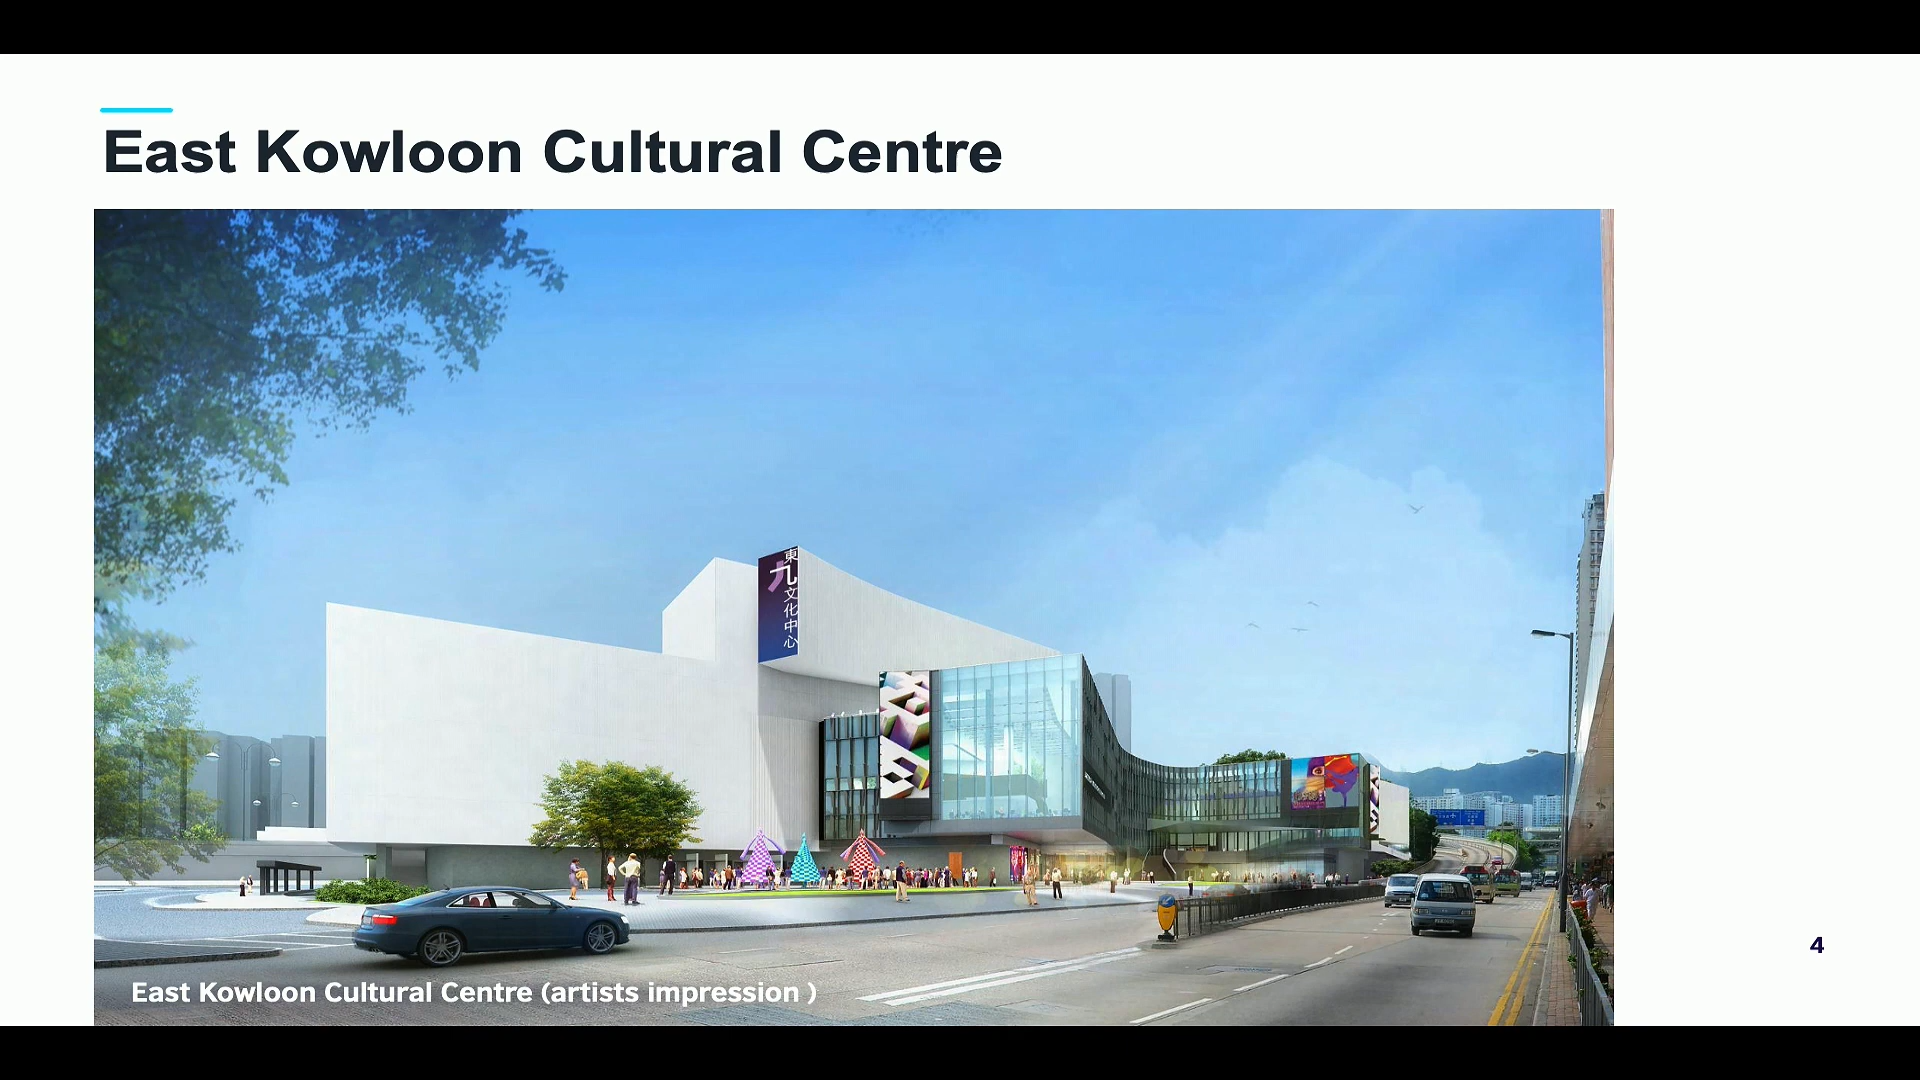 East Kowloon Cultural Centre
東九文化中心
4
East Kowloon Cultural Centre (artists impression )